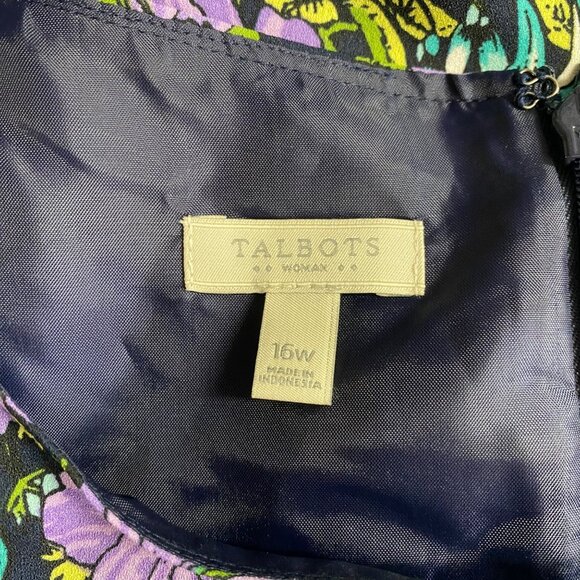 TALBOTS
WOMAN
16W
MADE IN
INDONESIA